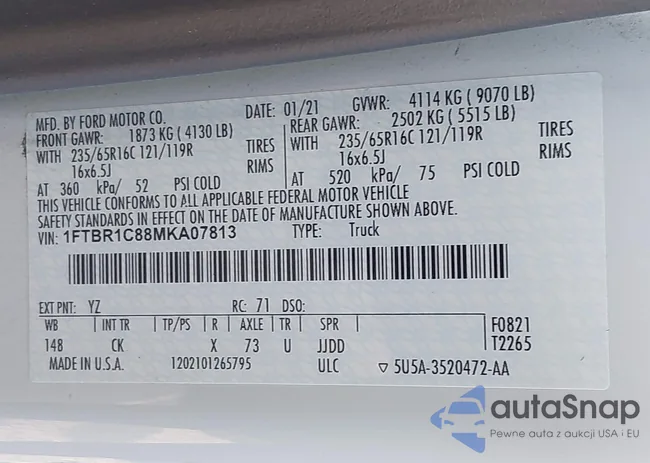 MFD. BY FORD MOTOR CO. DATE: 01/21 GVWR: 4114 KG ( 9070 LB)
FRONT GAWR: 1873 KG ( 4130 LB) REAR GAWR: 2502 KG ( 5515 LB)
WITH 235/65R16C 121/119R TIRES WITH 235/65R16C 121/119R TIRES
16x6.5J RIMS 16x6.5J RIMS
AT 360 kPa/ 52 PSI COLD AT 520 kPa/ 75 PSI COLD
THIS VEHICLE CONFORMS TO ALL APPLICABLE FEDERAL MOTOR VEHICLE
SAFETY STANDARDS IN EFFECT ON THE DATE OF MANUFACTURE SHOWN ABOVE.
VIN: 1FTBR1C88MKA07813 TYPE: Truck
EXT PNT: YZ RC: 71 DSO:
WB INT TR TP/PS R AXLE TR SPR F0821
148 CK X 73 U JJDD T2265
MADE IN U.S.A. 1202101265795 ULC ▽ 5U5A-3520472-AA
autaSnap
Pewne auta z aukcji USA i EU